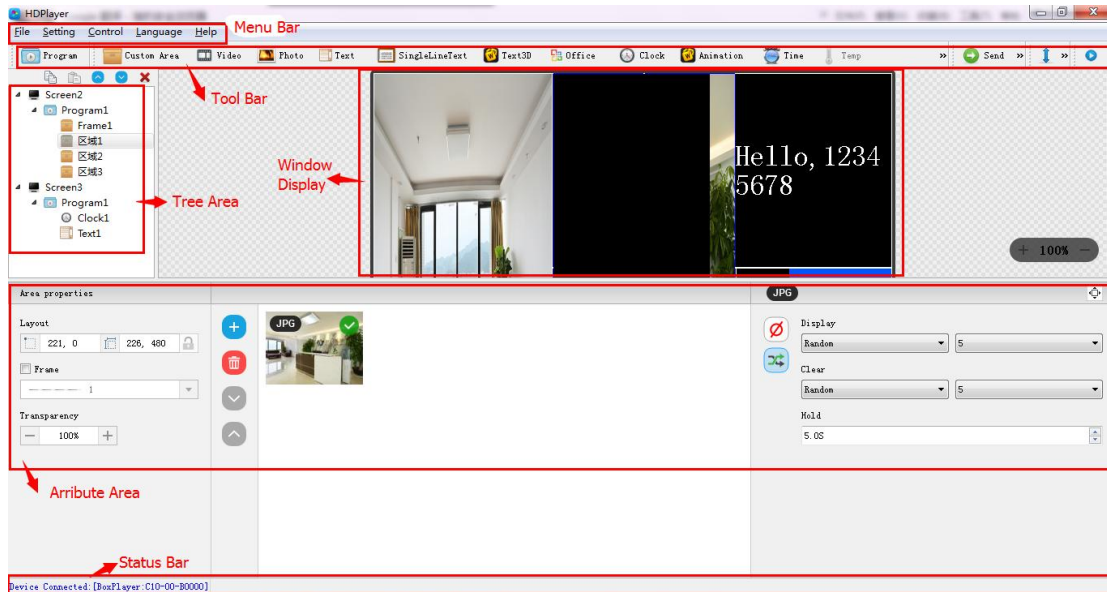 HDPlayer
File Setting Control Language Help
Menu Bar
Program Custom Area Video Photo Text SingleLineText Text3D Office Clock Animation Time Temp » Send » »
Tool Bar
Screen2
Program1
Frame1
区域1
区域2
区域3
Screen3
Program1
Clock1
Text1
Tree Area
Window
Display
Hello, 1234
5678
+ 100% −
Area properties
JPG
Layout
221, 0 226, 480
Frame
1
Transparency
− 100% +
JPG
Display
Random 5
Clear
Random 5
Hold
5.0S
Arribute Area
Status Bar
Device Connected:[BoxPlayer:C10-00-B0000]